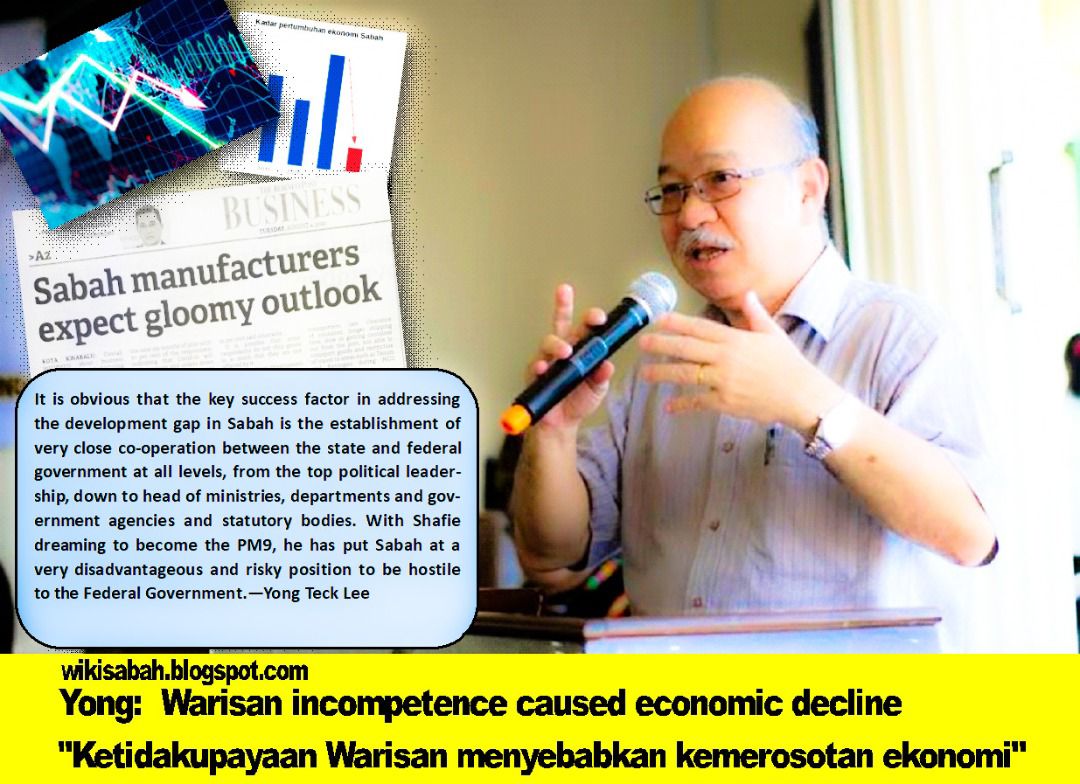 Kadar pertumbuhan ekonomi Sabah
BUSINESS
TUESDAY,
>Az
Sabah manufacturers
expect gloomy outlook
KOTA KINABALU:
It is obvious that the key success factor in addressing
the development gap in Sabah is the establishment of
very close co-operation between the state and federal
government at all levels, from the top political leader-
ship, down to head of ministries, departments and gov-
ernment agencies and statutory bodies. With Shafie
dreaming to become the PM9, he has put Sabah at a
very disadvantageous and risky position to be hostile
to the Federal Government.—Yong Teck Lee
wikisabah.blogspot.com
Yong: Warisan incompetence caused economic decline
"Ketidakupayaan Warisan menyebabkan kemerosotan ekonomi"